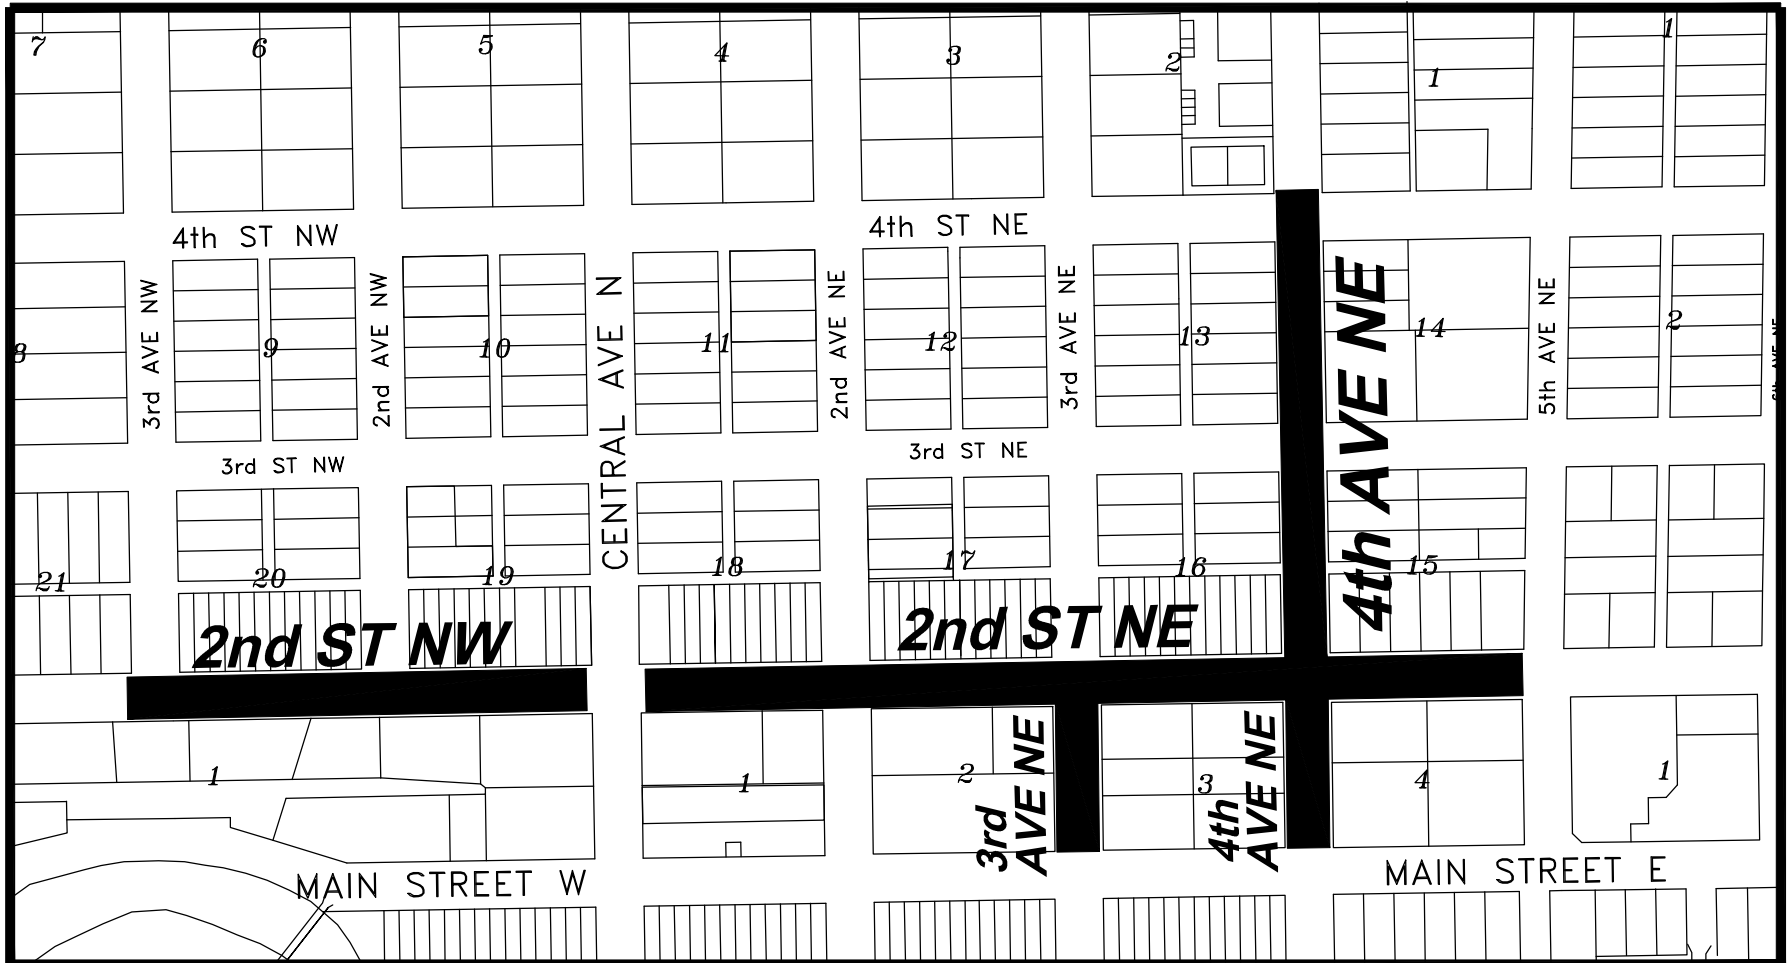 7
6
5
4
3
2
1
1
4th ST NW
4th ST NE
3rd AVE NW
2nd AVE NW
CENTRAL AVE N
2nd AVE NE
3rd AVE NE
4th AVE NE
5th AVE NE
8
9
10
11
12
13
14
2
3rd ST NW
3rd ST NE
21
20
19
18
17
16
15
2nd ST NW
2nd ST NE
1
1
2
3rd
AVE NE
3
4th
AVE NE
4
1
MAIN STREET W
MAIN STREET E